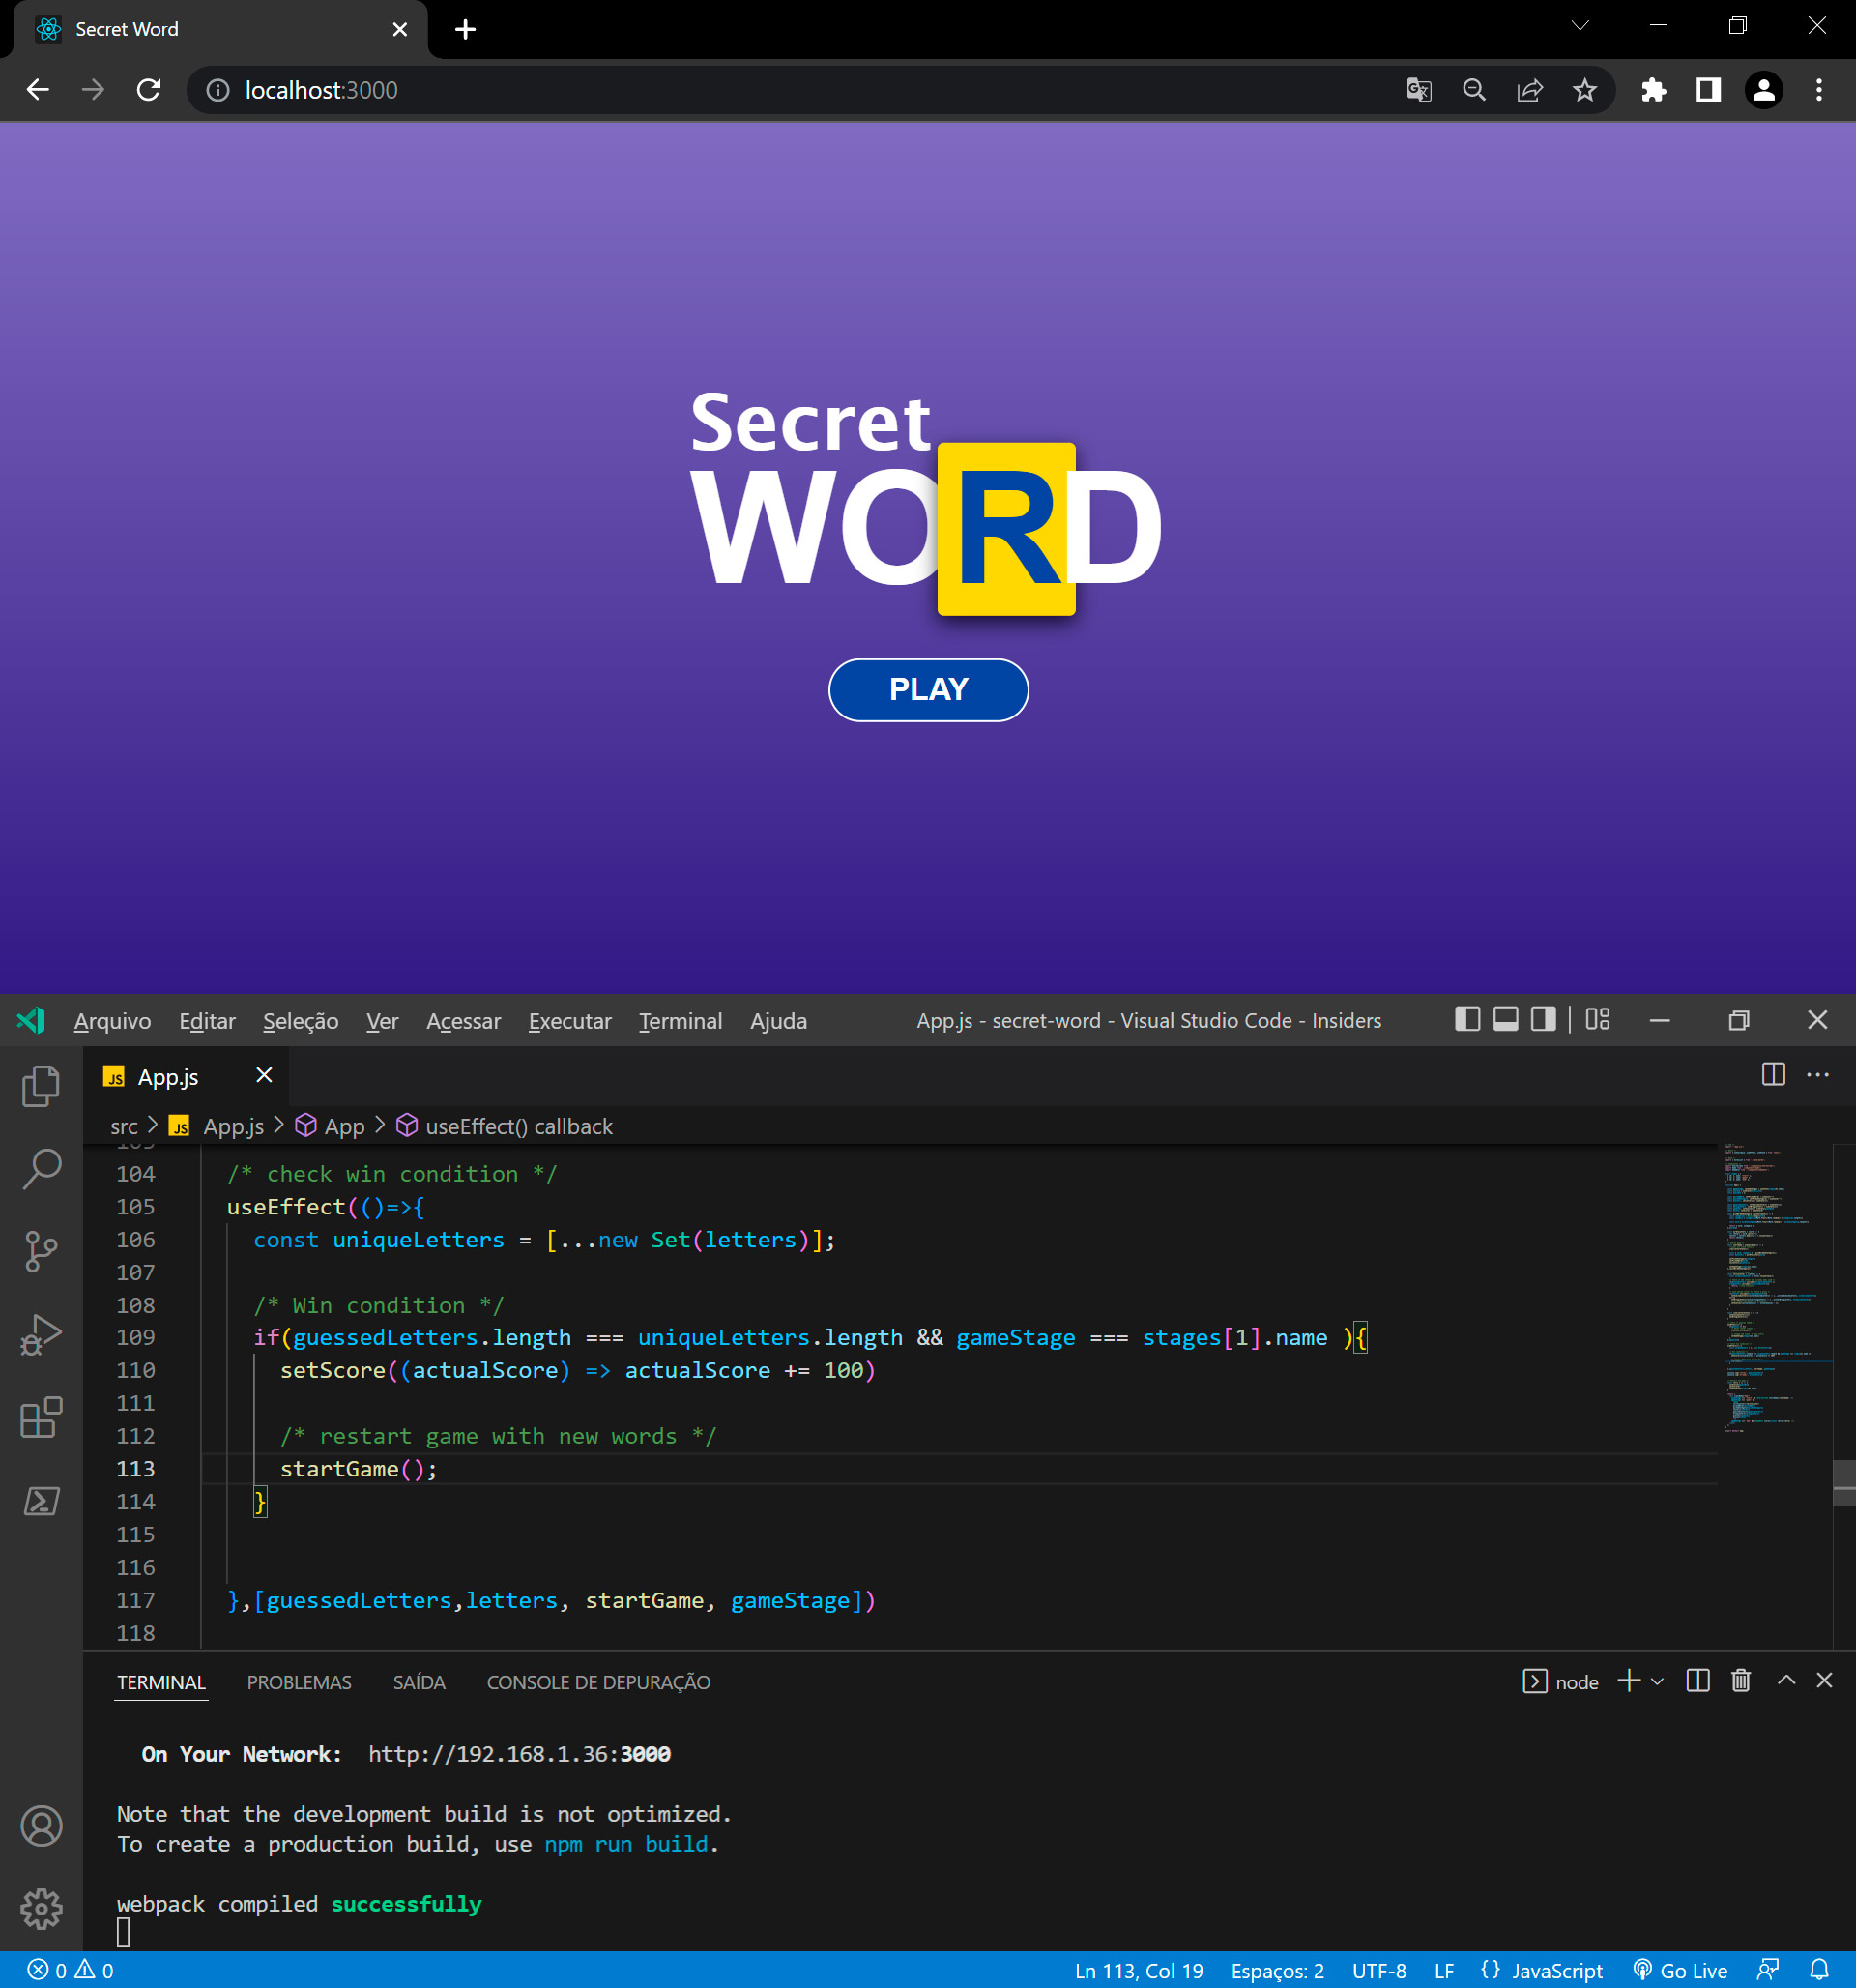 Secret Word
localhost:3000
Secret
WORD
PLAY
Arquivo Editar Seleção Ver Acessar Executar Terminal Ajuda App.js - secret-word - Visual Studio Code - Insiders
JS App.js
src > JS App.js > App > useEffect() callback
104 /* check win condition */
105 useEffect(()=>{
106 const uniqueLetters = [...new Set(letters)];
107
108 /* Win condition */
109 if(guessedLetters.length === uniqueLetters.length && gameStage === stages[1].name ){
110 setScore((actualScore) => actualScore += 100)
111
112 /* restart game with new words */
113 startGame();
114 }
115
116
117 },[guessedLetters,letters, startGame, gameStage])
118
TERMINAL PROBLEMAS SAÍDA CONSOLE DE DEPURAÇÃO node
On Your Network: http://192.168.1.36:3000
Note that the development build is not optimized.
To create a production build, use npm run build.
webpack compiled successfully
0 0 Ln 113, Col 19 Espaços: 2 UTF-8 LF {} JavaScript Go Live